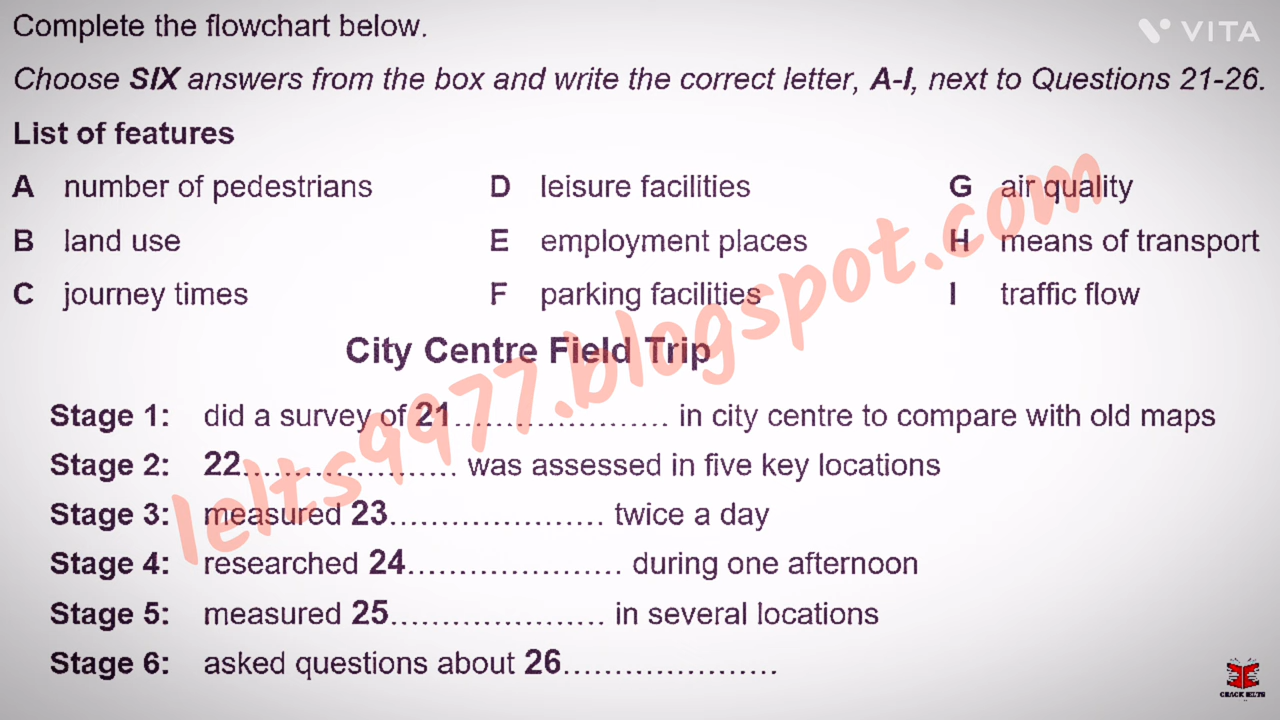 Complete the flowchart below.
VITA
Choose SIX answers from the box and write the correct letter, A-I, next to Questions 21-26.
List of features
A number of pedestrians D leisure facilities G air quality
B land use E employment places H means of transport
C journey times F parking facilities I traffic flow
City Centre Field Trip
Stage 1: did a survey of 21..................... in city centre to compare with old maps
Stage 2: 22..................... was assessed in five key locations
Stage 3: measured 23..................... twice a day
Stage 4: researched 24..................... during one afternoon
Stage 5: measured 25..................... in several locations
Stage 6: asked questions about 26.....................
Ielts9977.blogspot.com
CRACK IELTS